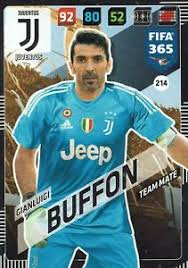 JUVENTUS
92 80 52
FIFA
365
214
Jeep
GIANLUIGI
BUFFON
TEAM MATE